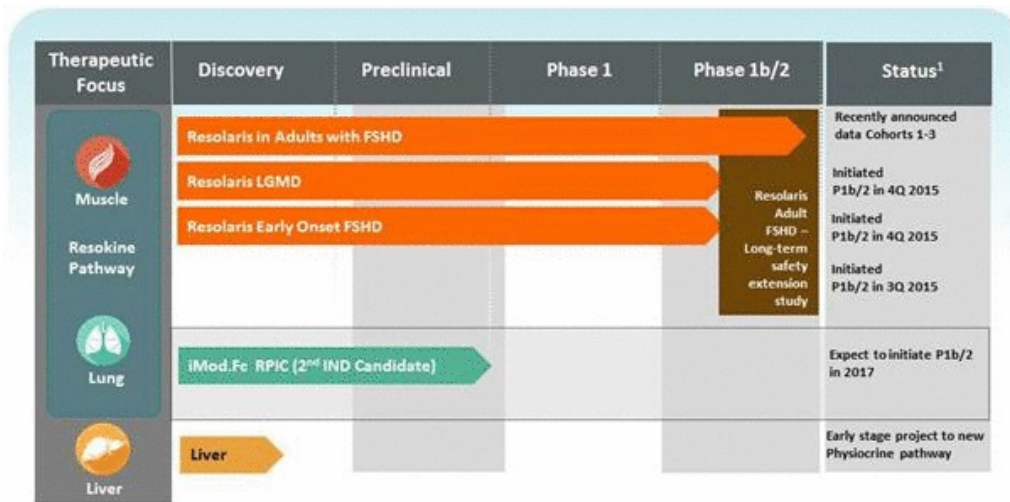 Therapeutic
Focus
Discovery
Preclinical
Phase 1
Phase 1b/2
Status1
Muscle
Resokine
Pathway
Resolaris in Adults with FSHD
Recently announced
data Cohorts 1-3
Resolaris LGMD
Initiated
P1b/2 in 4Q 2015
Resolaris Early Onset FSHD
Initiated
P1b/2 in 4Q 2015
Resolaris
Adult
FSHD –
Long-term
safety
extension
study
Initiated
P1b/2 in 3Q 2015
Lung
iMod.Fc RPIC (2nd IND Candidate)
Expect to initiate P1b/2
in 2017
Liver
Liver
Early stage project to new
Physiocrine pathway